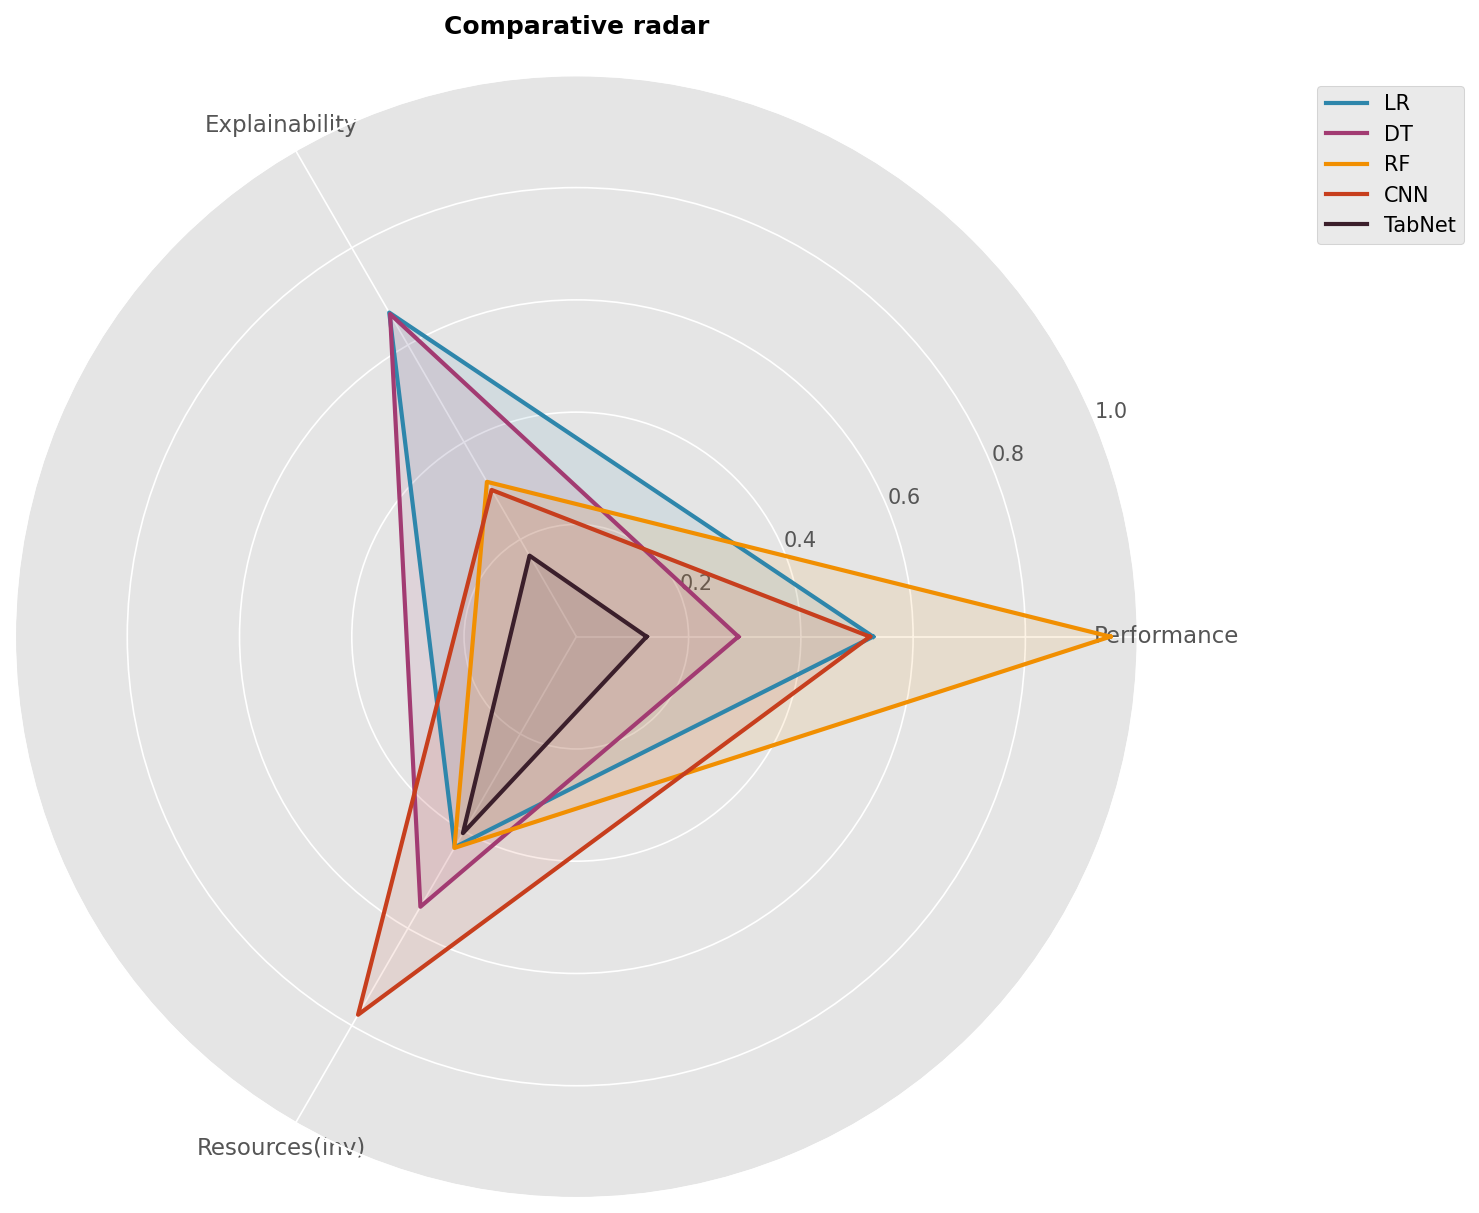 Comparative radar
Explainability
LR
DT
RF
CNN
TabNet
1.0
0.8
0.6
0.4
0.2
Performance
Resources(inv)